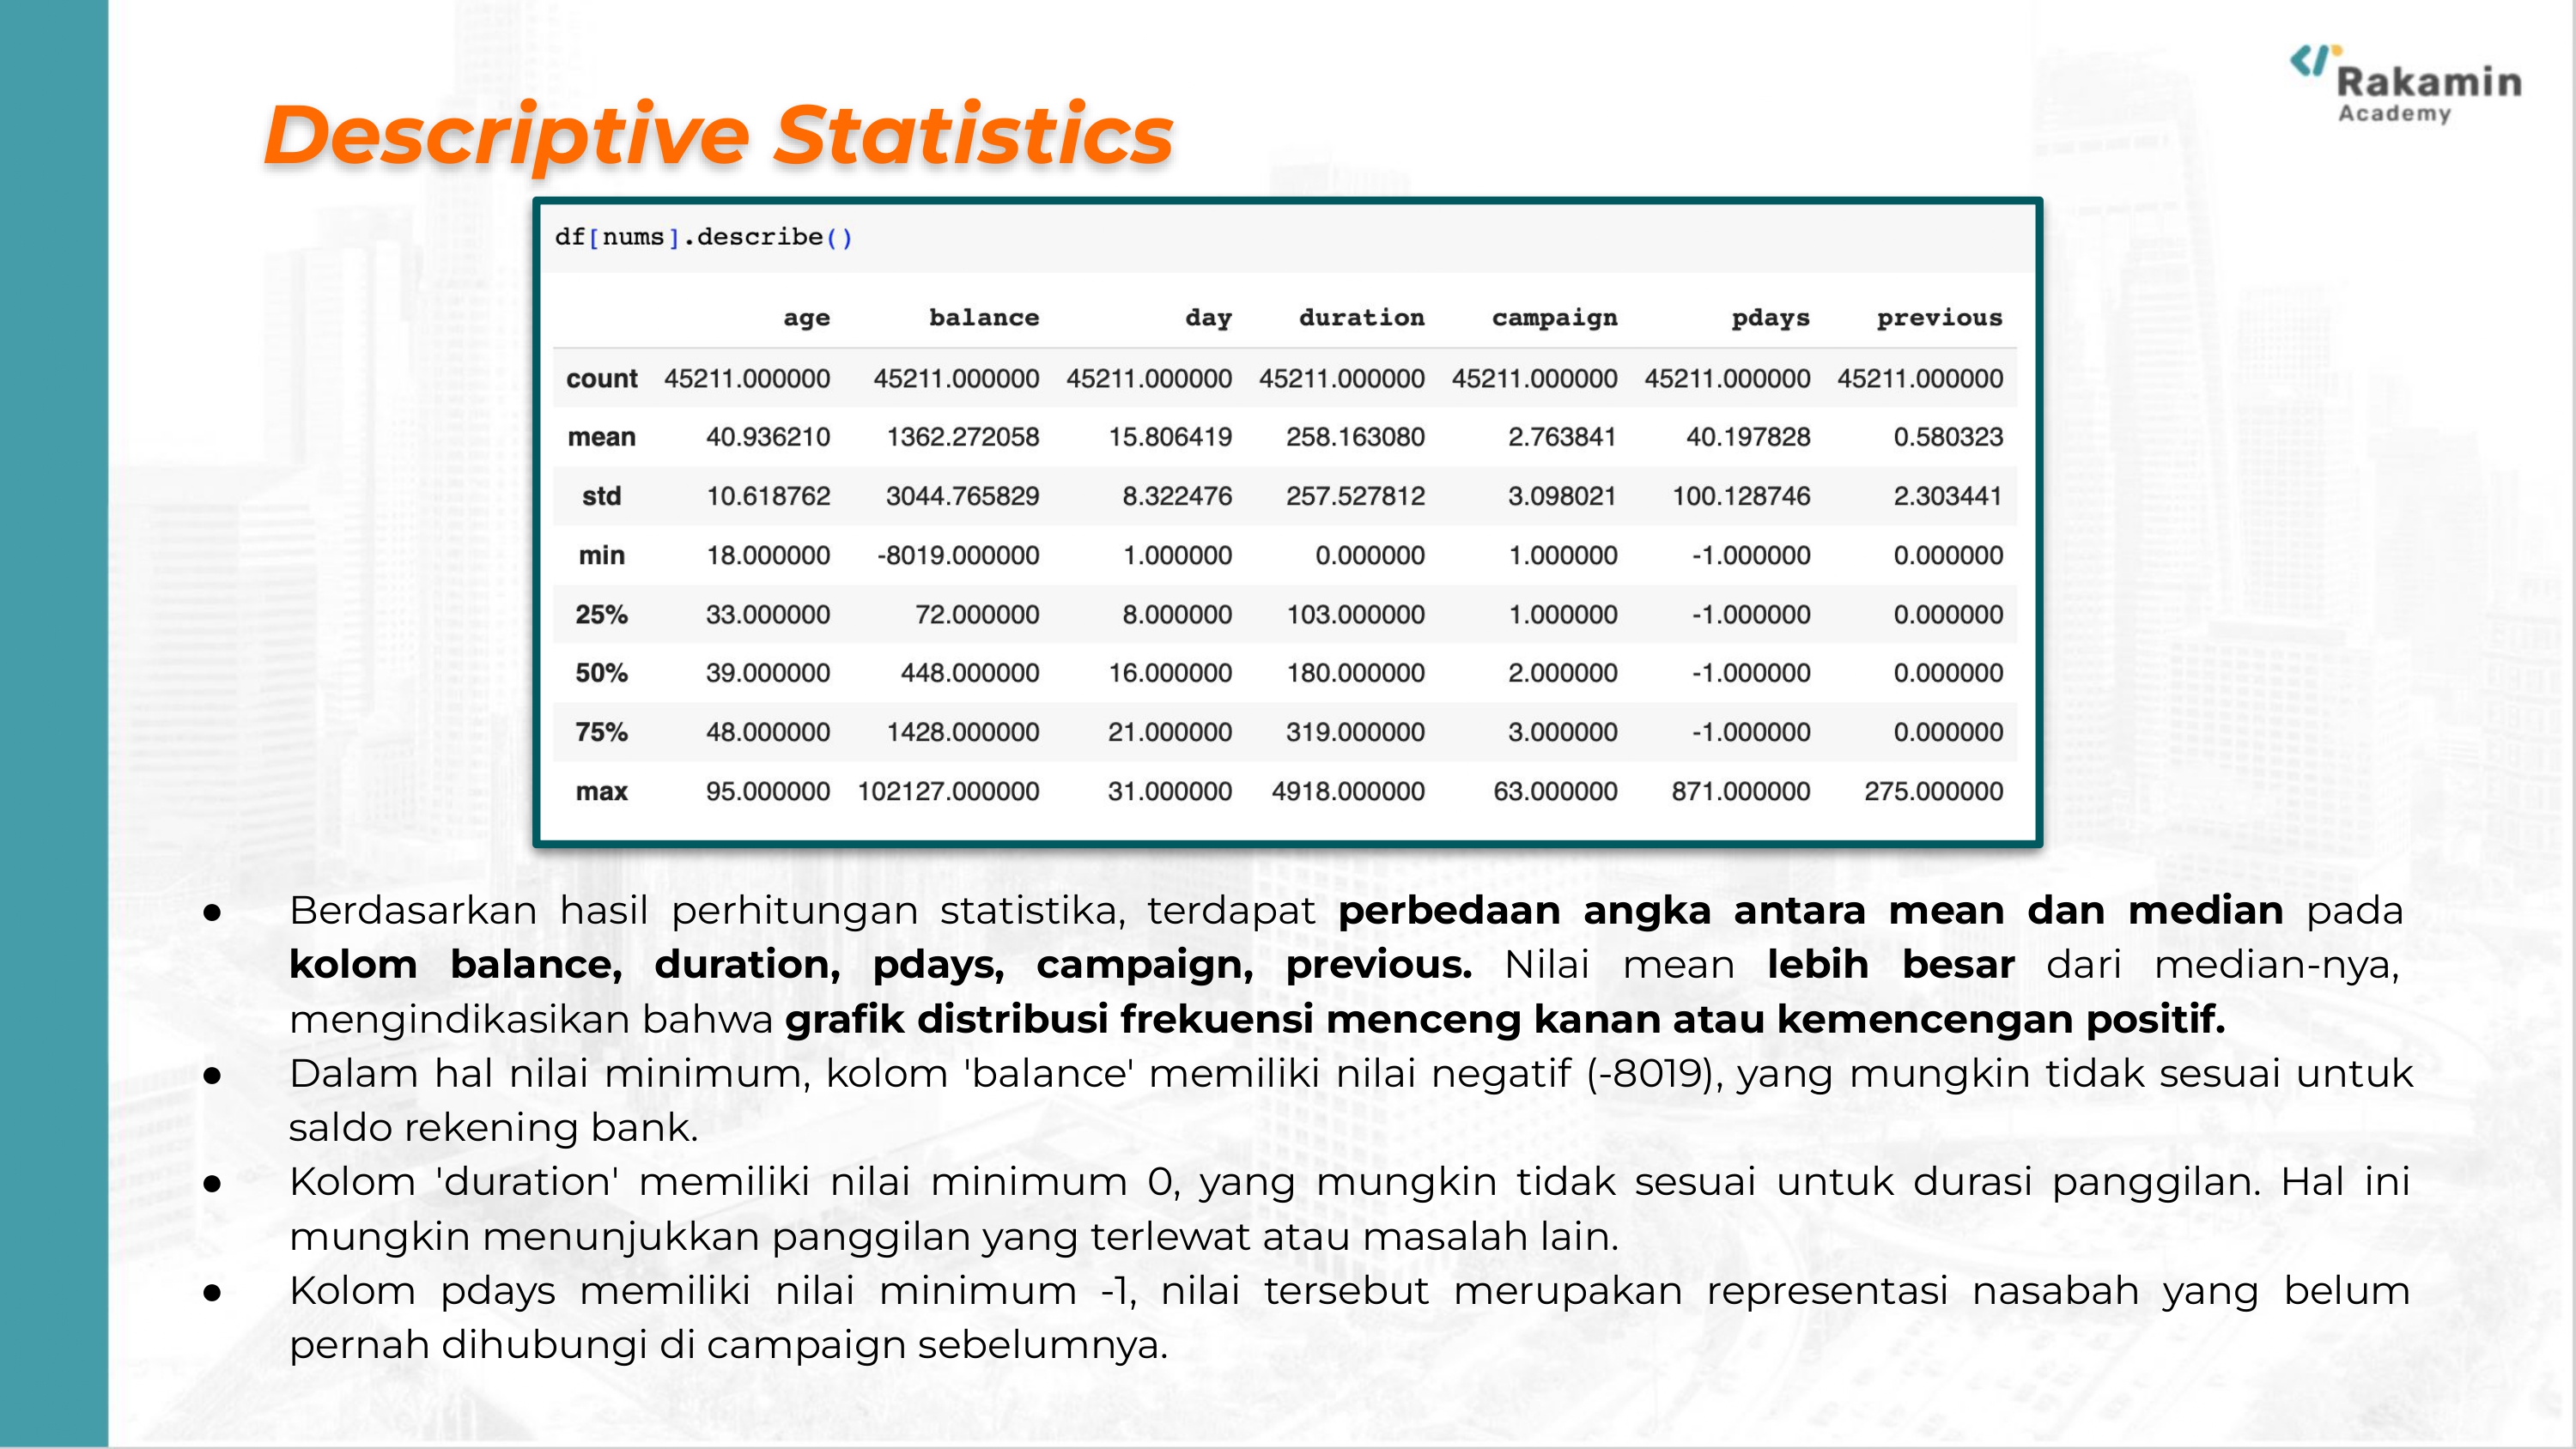 Rakamin
Academy
Descriptive Statistics
df[nums].describe()
age balance day duration campaign pdays previous
count 45211.000000 45211.000000 45211.000000 45211.000000 45211.000000 45211.000000 45211.000000
mean 40.936210 1362.272058 15.806419 258.163080 2.763841 40.197828 0.580323
std 10.618762 3044.765829 8.322476 257.527812 3.098021 100.128746 2.303441
min 18.000000 -8019.000000 1.000000 0.000000 1.000000 -1.000000 0.000000
25% 33.000000 72.000000 8.000000 103.000000 1.000000 -1.000000 0.000000
50% 39.000000 448.000000 16.000000 180.000000 2.000000 -1.000000 0.000000
75% 48.000000 1428.000000 21.000000 319.000000 3.000000 -1.000000 0.000000
max 95.000000 102127.000000 31.000000 4918.000000 63.000000 871.000000 275.000000
● Berdasarkan hasil perhitungan statistika, terdapat perbedaan angka antara mean dan median pada
kolom balance, duration, pdays, campaign, previous. Nilai mean lebih besar dari median-nya,
mengindikasikan bahwa grafik distribusi frekuensi menceng kanan atau kemencengan positif.
● Dalam hal nilai minimum, kolom 'balance' memiliki nilai negatif (-8019), yang mungkin tidak sesuai untuk
saldo rekening bank.
● Kolom 'duration' memiliki nilai minimum 0, yang mungkin tidak sesuai untuk durasi panggilan. Hal ini
mungkin menunjukkan panggilan yang terlewat atau masalah lain.
● Kolom pdays memiliki nilai minimum -1, nilai tersebut merupakan representasi nasabah yang belum
pernah dihubungi di campaign sebelumnya.